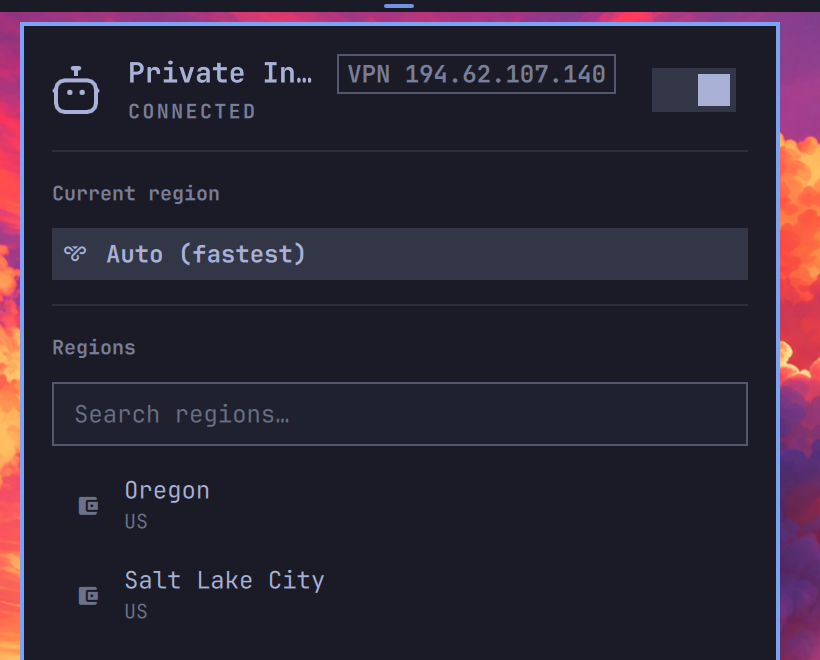 Private In…
VPN 194.62.107.140
CONNECTED
Current region
Auto (fastest)
Regions
Search regions…
Oregon
US
Salt Lake City
US